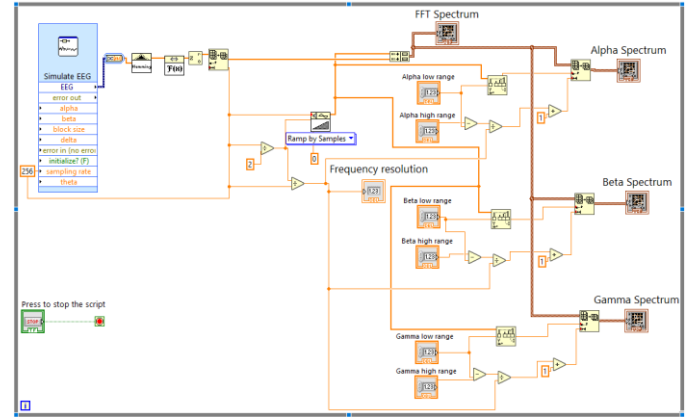 FFT Spectrum
Alpha Spectrum
Simulate EEG
EEG
error out
alpha
beta
block size
delta
error in (no error
initialize? (F)
sampling rate
theta
256
Hamming
Alpha low range
Alpha high range
1
Ramp by Samples
2
0
Frequency resolution
Beta Spectrum
Beta low range
Beta high range
1
Press to stop the script
STOP
Gamma Spectrum
Gamma low range
Gamma high range
1
i